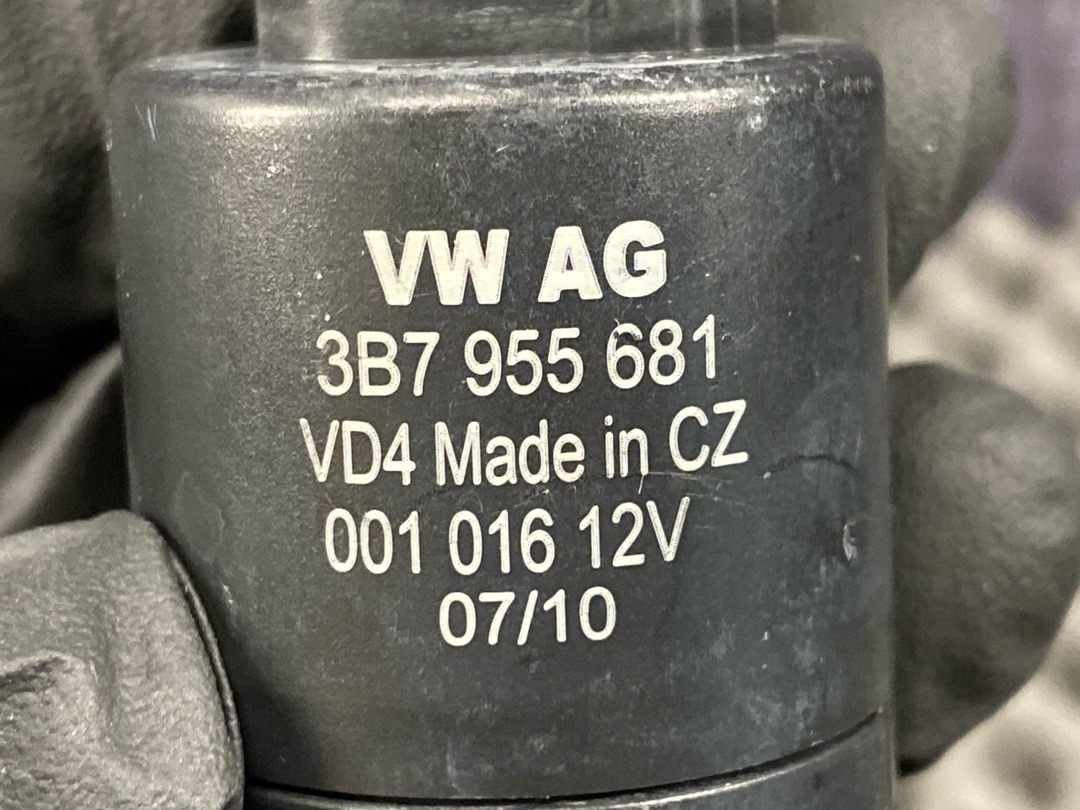 VW AG
3B7 955 681
VD4 Made in CZ
001 016 12V
07/10